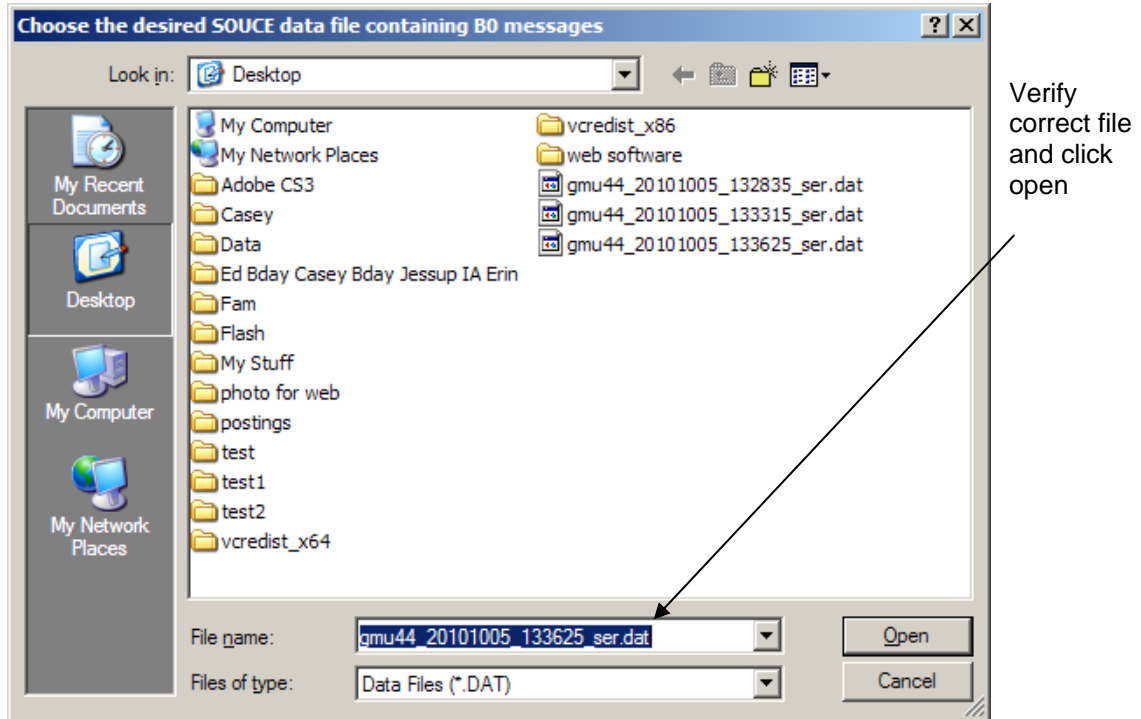 Choose the desired SOUCE data file containing B0 messages
Look in:
Desktop
My Recent
Documents
Desktop
My Computer
My Network
Places
My Computer
My Network Places
Adobe CS3
Casey
Data
Ed Bday Casey Bday Jessup IA Erin
Fam
Flash
My Stuff
photo for web
postings
test
test1
test2
vcredist_x64
vcredist_x86
web software
gmu44_20101005_132835_ser.dat
gmu44_20101005_133315_ser.dat
gmu44_20101005_133625_ser.dat
File name:
gmu44_20101005_133625_ser.dat
Open
Files of type:
Data Files (*.DAT)
Cancel
Verify
correct file
and click
open